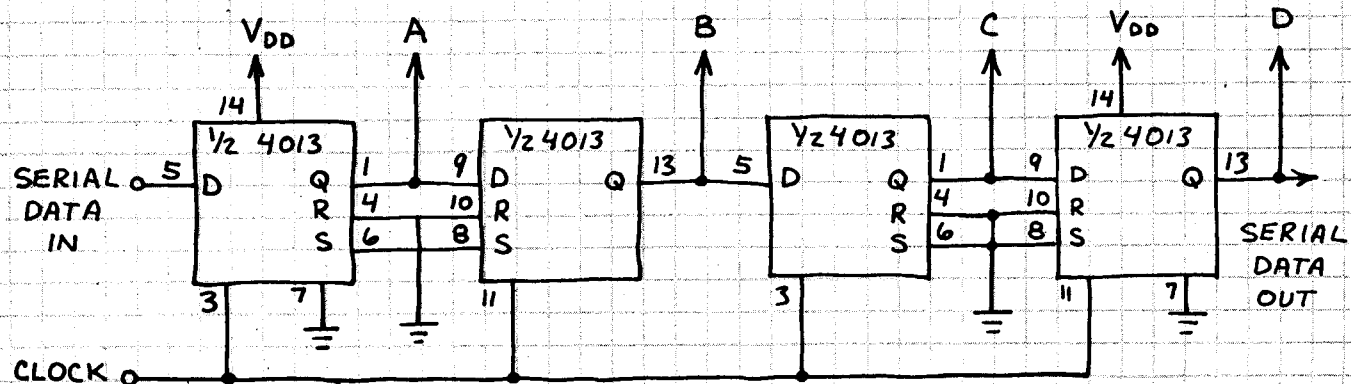 V_DD A B C V_DD D
14 14
1/2 4013 1/2 4013 1/2 4013 1/2 4013
SERIAL 5 D Q 1 9 D Q 13 5 D Q 1 9 D Q 13
DATA R 4 10 R R 4 10 R
IN S 6 8 S S 6 8 S SERIAL
DATA
OUT
3 7 11 3 11 7
CLOCK